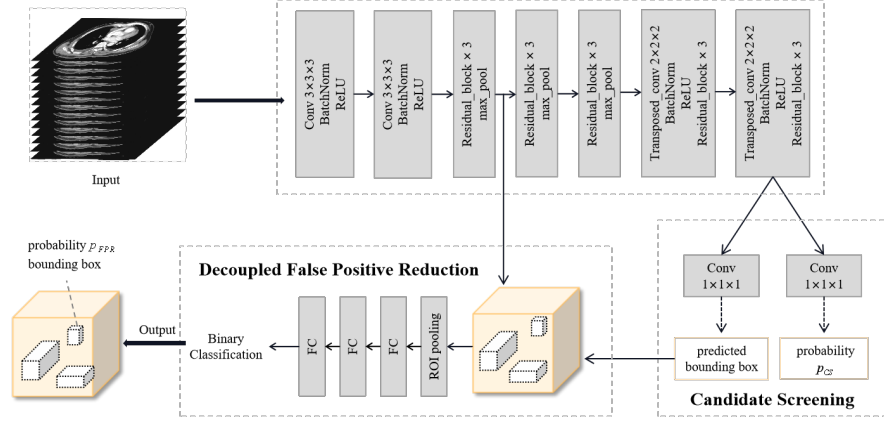 Input
Conv 3×3×3
BatchNorm
ReLU
Conv 3×3×3
BatchNorm
ReLU
Residual_block × 3
max_pool
Residual_block × 3
max_pool
Residual_block × 3
max_pool
Transposed_conv 2×2×2
BatchNorm
ReLU
Residual_block × 3
Transposed_conv 2×2×2
BatchNorm
ReLU
Residual_block × 3
probability p_FPR
bounding box
Output
Decoupled False Positive Reduction
Binary
Classification
FC
FC
FC
ROI pooling
Conv
1×1×1
Conv
1×1×1
predicted
bounding box
probability
p_CS
Candidate Screening